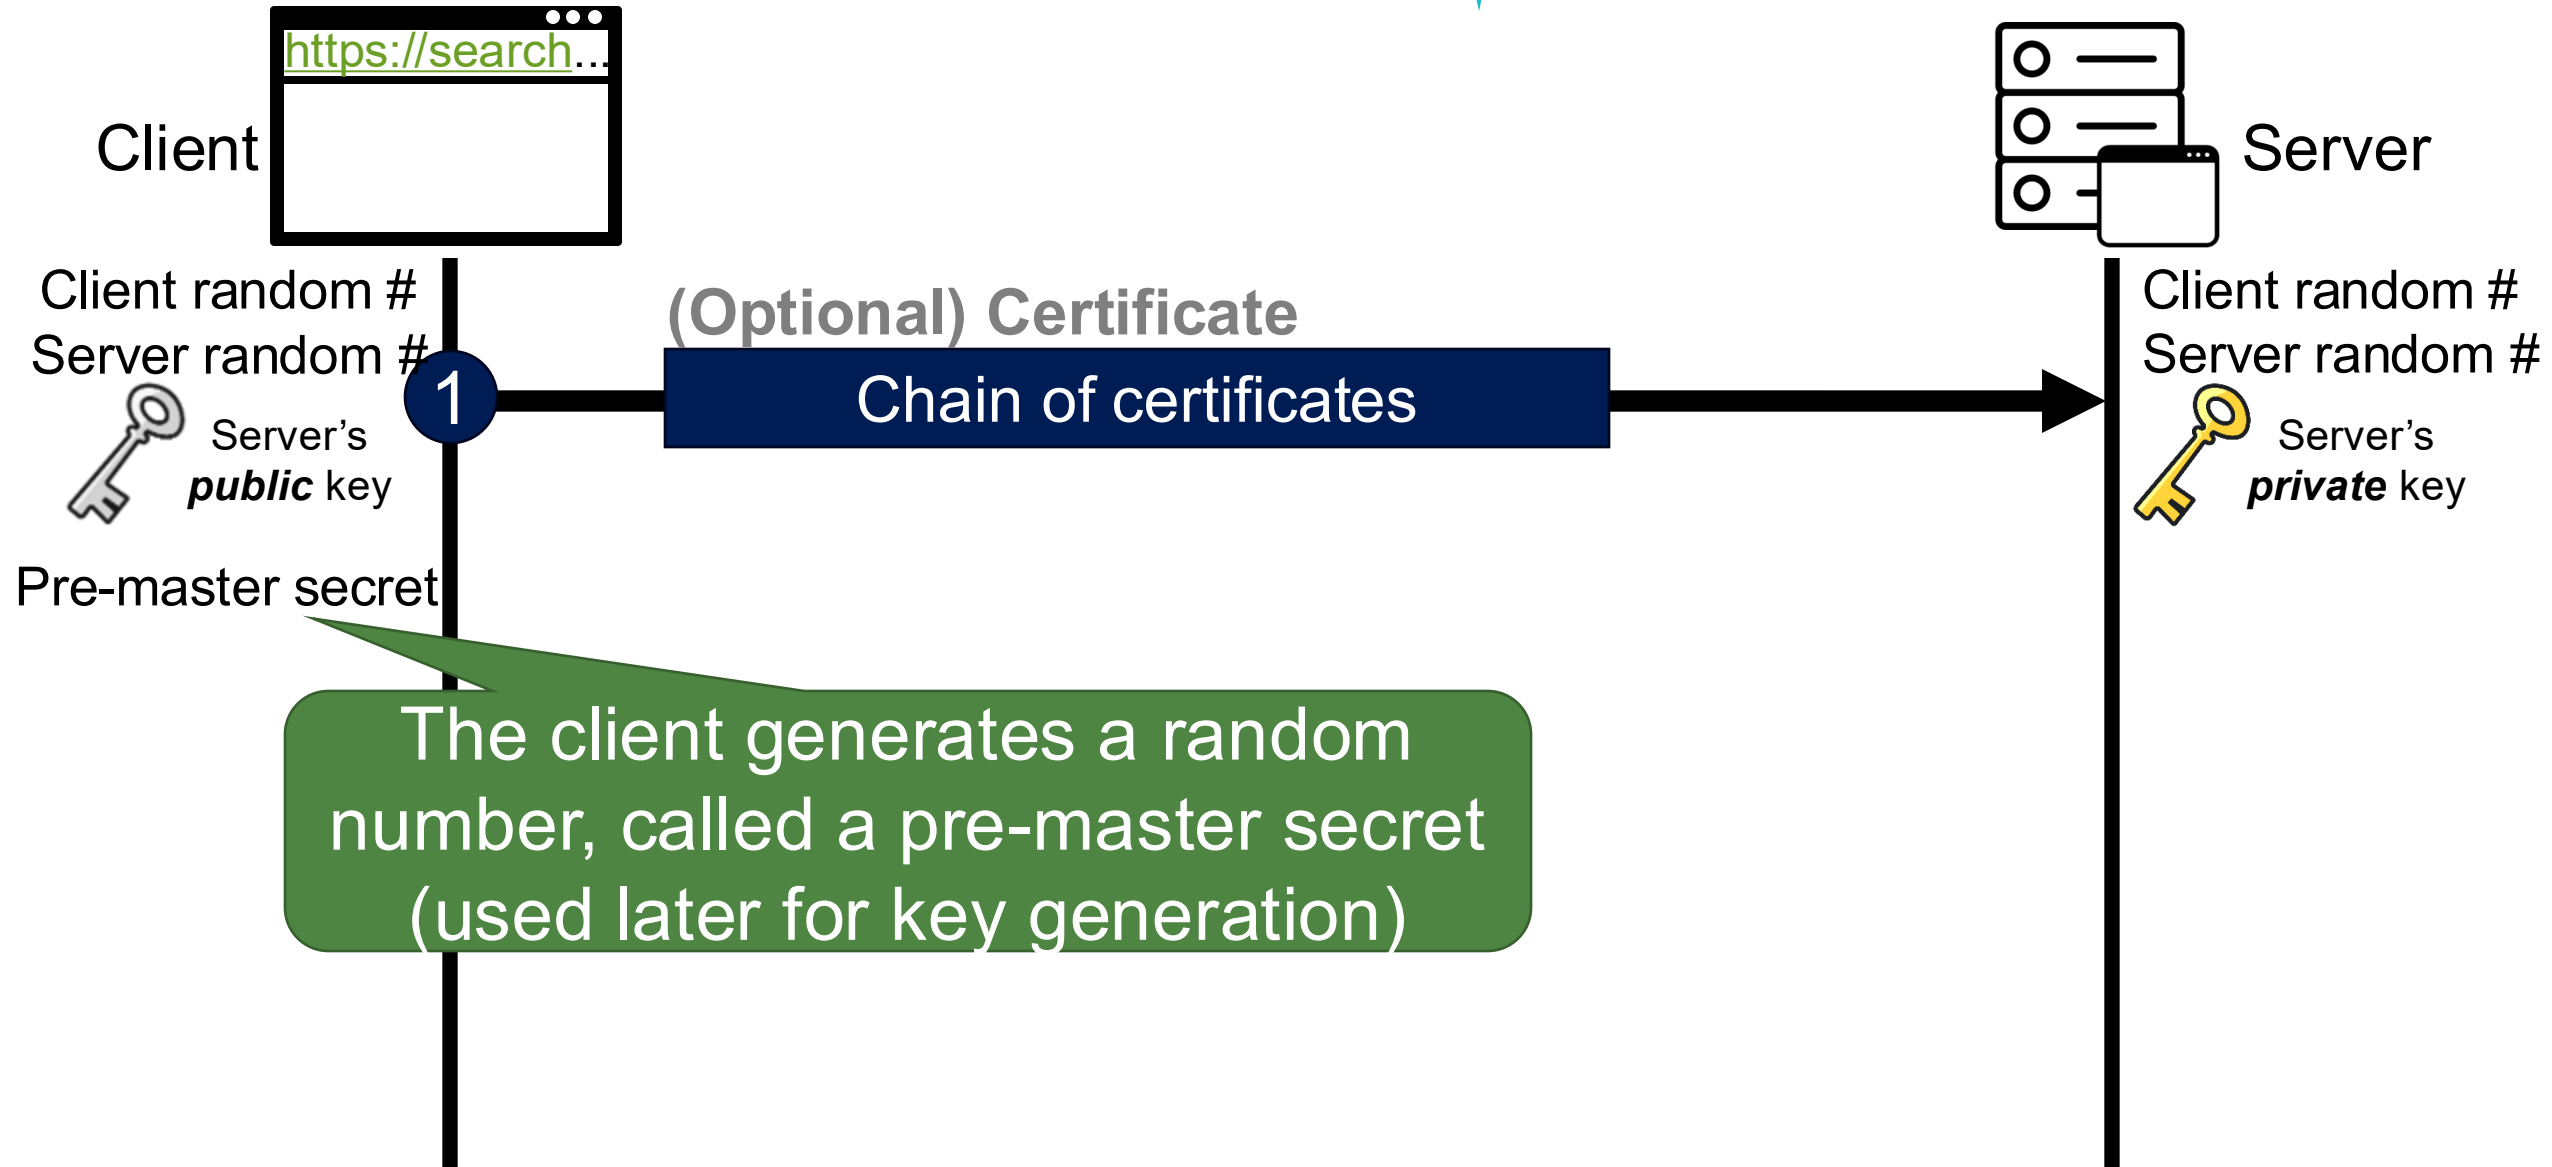 https://search...
Client
Server
Client random #
Server random #
Server's
public key
Pre-master secret
(Optional) Certificate
1
Chain of certificates
Client random #
Server random #
Server's
private key
The client generates a random
number, called a pre-master secret
(used later for key generation)